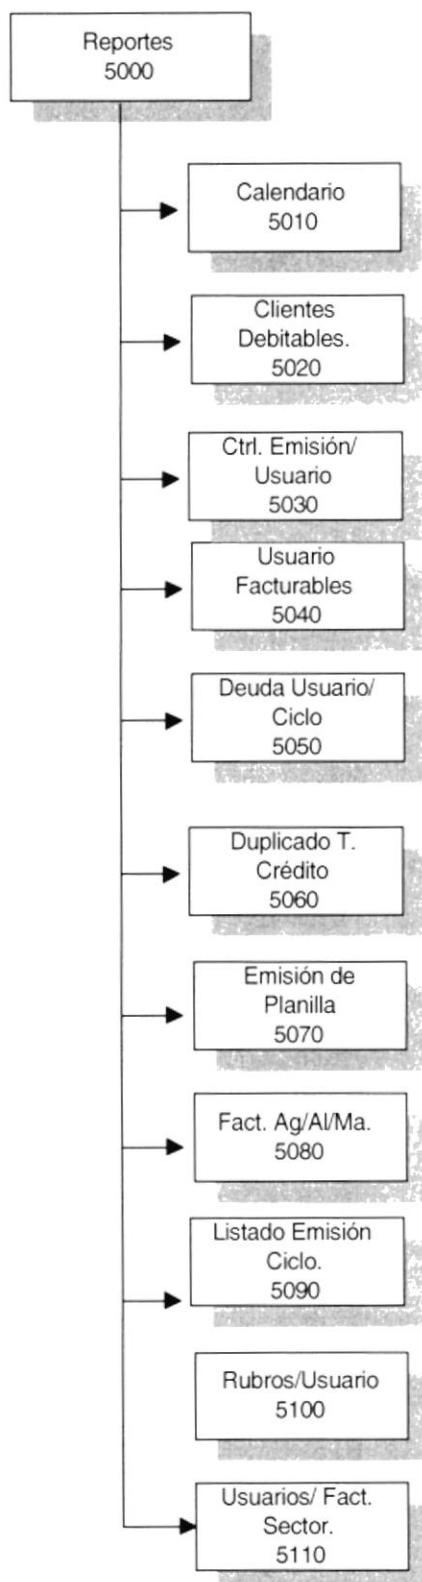 Reportes
5000
Calendario
5010
Clientes
Debitables.
5020
Ctrl. Emisión/
Usuario
5030
Usuario
Facturables
5040
Deuda Usuario/
Ciclo
5050
Duplicado T.
Crédito
5060
Emisión de
Planilla
5070
Fact. Ag/Al/Ma.
5080
Listado Emisión
Ciclo.
5090
Rubros/Usuario
5100
Usuarios/ Fact.
Sector.
5110